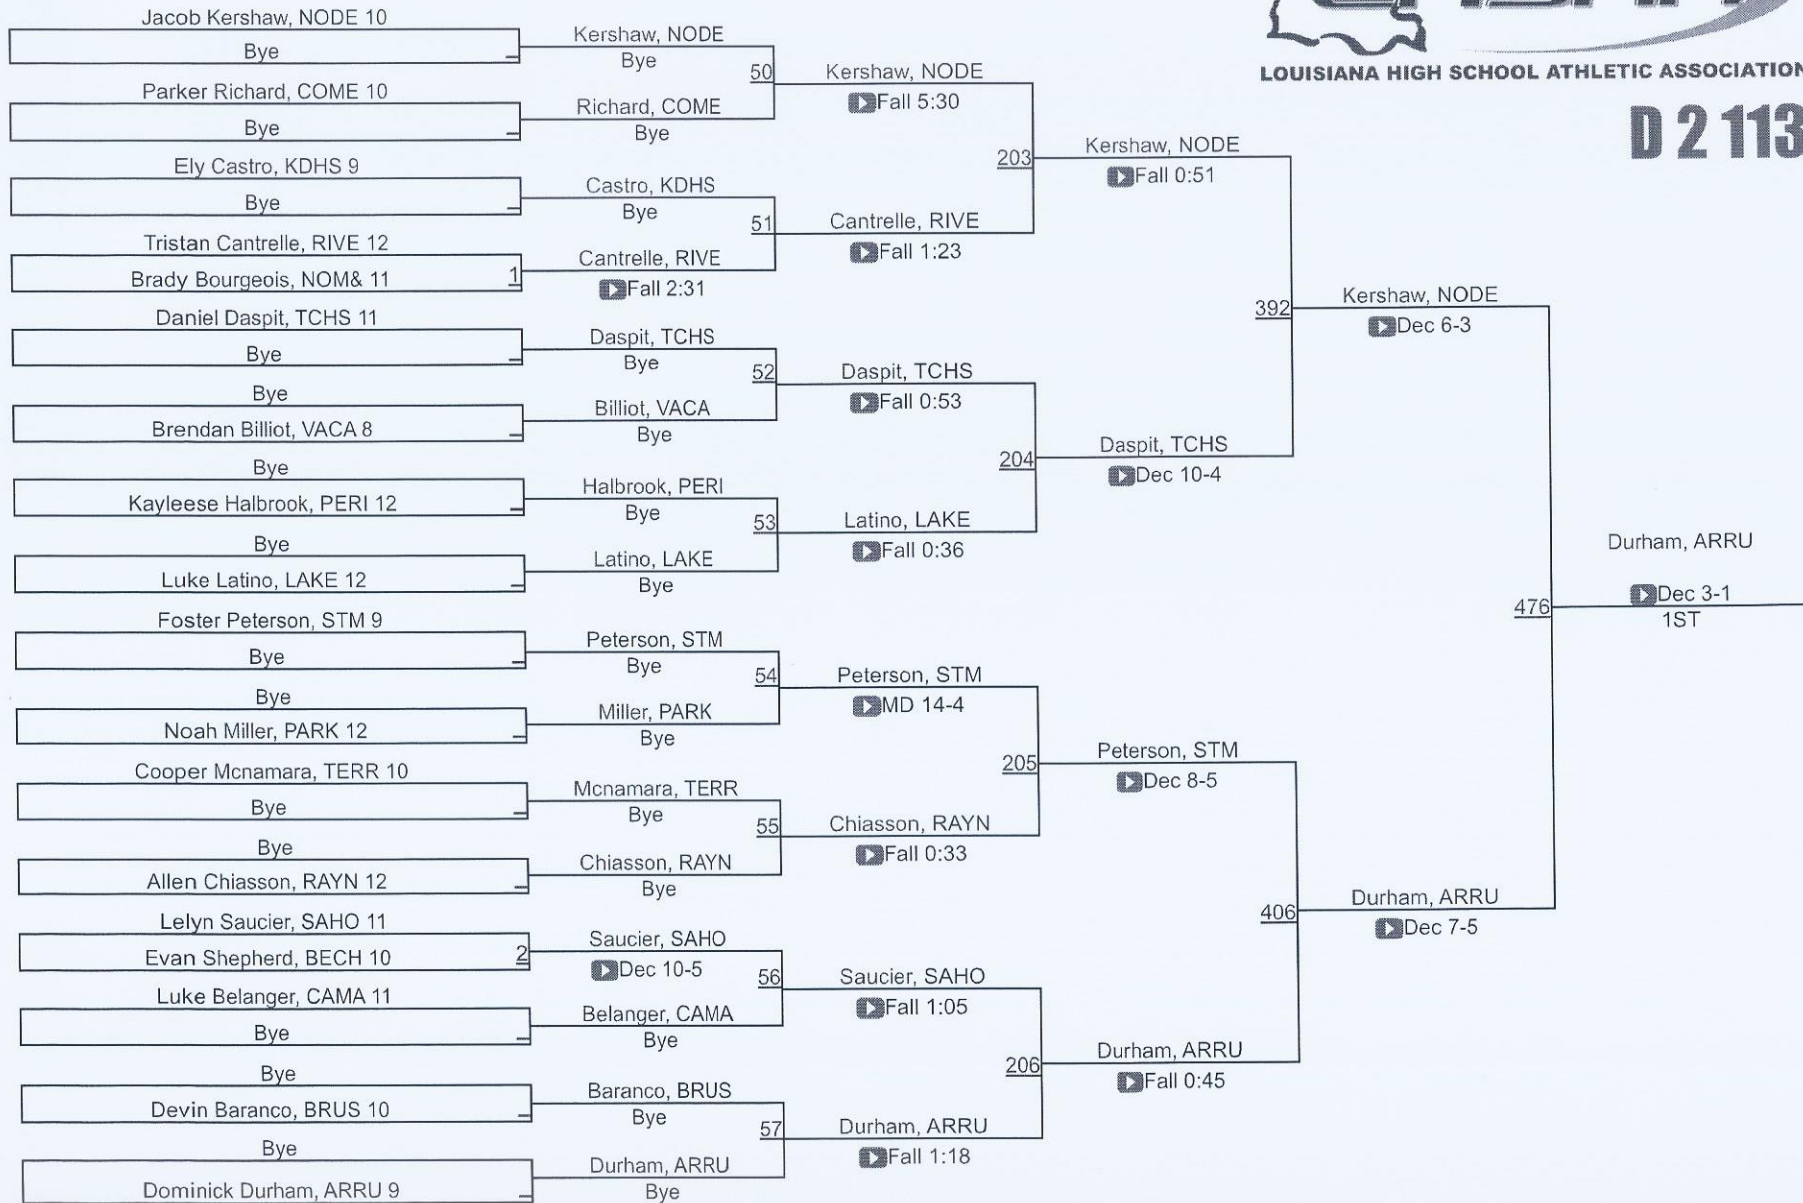 LOUISIANA HIGH SCHOOL ATHLETIC ASSOCIATION
D 2 113
Jacob Kershaw, NODE 10
Bye
Parker Richard, COME 10
Bye
Ely Castro, KDHS 9
Bye
Tristan Cantrelle, RIVE 12
Brady Bourgeois, NOM& 11
1
Daniel Daspit, TCHS 11
Bye
Bye
Brendan Billiot, VACA 8
Bye
Kayleese Halbrook, PERI 12
Bye
Luke Latino, LAKE 12
Foster Peterson, STM 9
Bye
Bye
Noah Miller, PARK 12
Cooper Mcnamara, TERR 10
Bye
Bye
Allen Chiasson, RAYN 12
Lelyn Saucier, SAHO 11
Evan Shepherd, BECH 10
2
Luke Belanger, CAMA 11
Bye
Bye
Devin Baranco, BRUS 10
Bye
Dominick Durham, ARRU 9
Kershaw, NODE
Bye
50
Richard, COME
Bye
Castro, KDHS
Bye
51
Cantrelle, RIVE
Fall 2:31
Daspit, TCHS
Bye
52
Billiot, VACA
Bye
Halbrook, PERI
Bye
53
Latino, LAKE
Bye
Peterson, STM
Bye
54
Miller, PARK
Bye
Mcnamara, TERR
Bye
55
Chiasson, RAYN
Bye
Saucier, SAHO
Dec 10-5
56
Belanger, CAMA
Bye
Baranco, BRUS
Bye
57
Durham, ARRU
Bye
Kershaw, NODE
Fall 5:30
203
Cantrelle, RIVE
Fall 1:23
Daspit, TCHS
Fall 0:53
204
Latino, LAKE
Fall 0:36
Peterson, STM
MD 14-4
205
Chiasson, RAYN
Fall 0:33
Saucier, SAHO
Fall 1:05
206
Durham, ARRU
Fall 1:18
Kershaw, NODE
Fall 0:51
392
Daspit, TCHS
Dec 10-4
Peterson, STM
Dec 8-5
406
Durham, ARRU
Fall 0:45
Kershaw, NODE
Dec 6-3
476
Durham, ARRU
Dec 7-5
Durham, ARRU
Dec 3-1
1ST